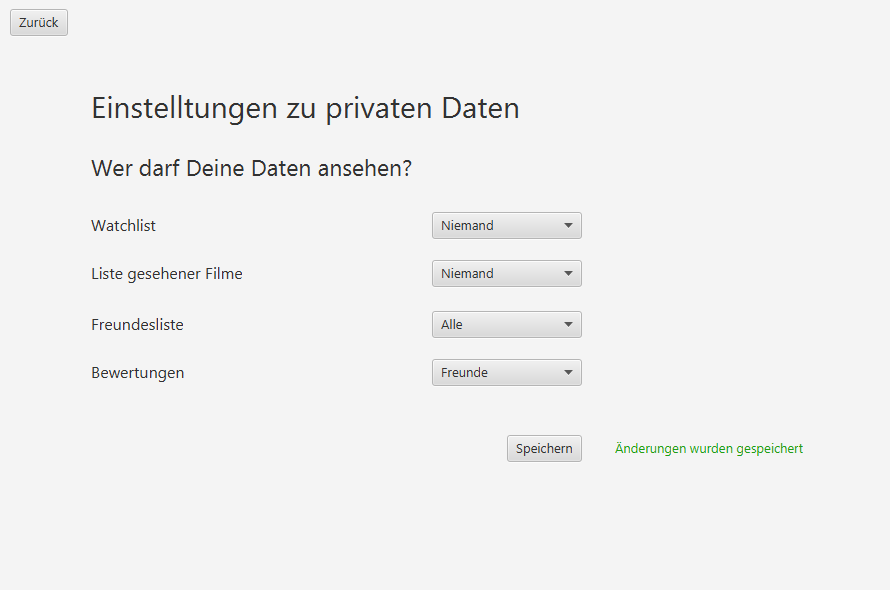 Zurück
Einstelltungen zu privaten Daten
Wer darf Deine Daten ansehen?
Watchlist Niemand
Liste gesehener Filme Niemand
Freundesliste Alle
Bewertungen Freunde
Speichern Änderungen wurden gespeichert